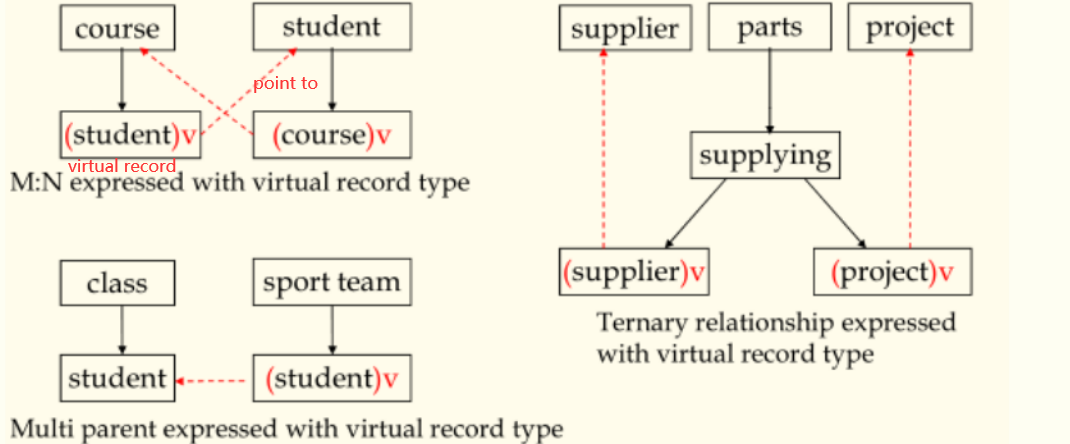 course
student
point to
(student)v
(course)v
virtual record
M:N expressed with virtual record type
class
sport team
student
(student)v
Multi parent expressed with virtual record type
supplier
parts
project
supplying
(supplier)v
(project)v
Ternary relationship expressed
with virtual record type